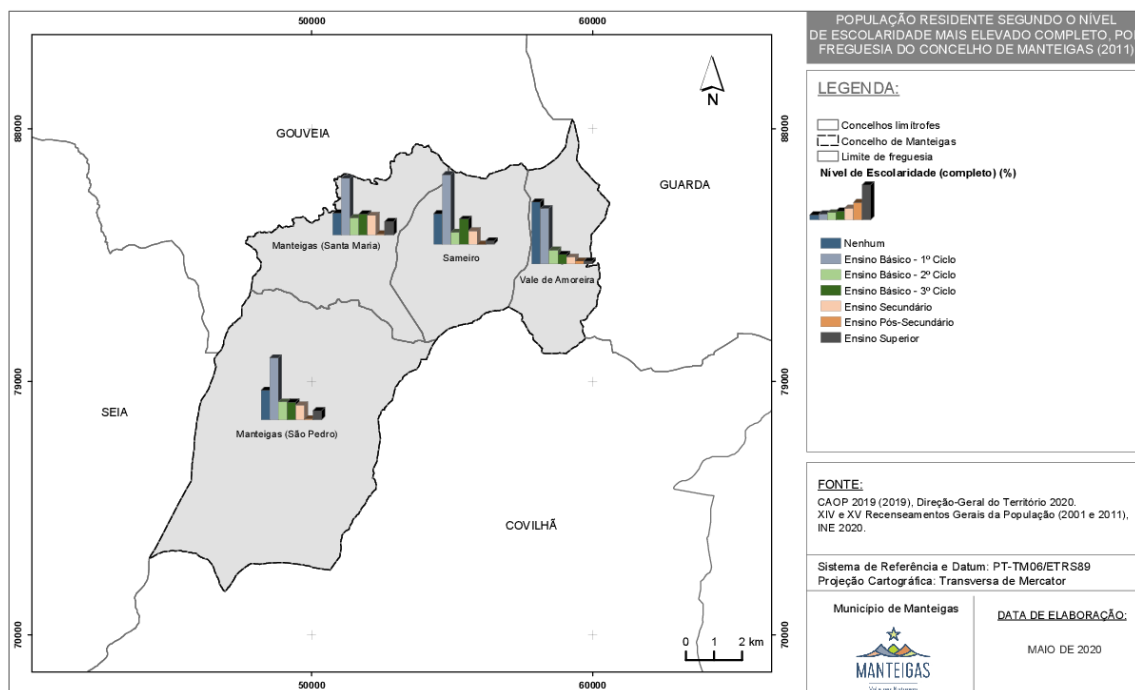 POPULAÇÃO RESIDENTE SEGUNDO O NÍVEL
DE ESCOLARIDADE MAIS ELEVADO COMPLETO, PO
FREGUESIA DO CONCELHO DE MANTEIGAS (2011)
50000
60000
88000
88000
79000
79000
70000
70000
50000
60000
N
GOUVEIA
GUARDA
SEIA
COVILHÃ
Manteigas (Santa Maria)
Sameiro
Vale de Amoreira
Manteigas (São Pedro)
0 1 2 km
LEGENDA:
Concelhos limítrofes
Concelho de Manteigas
Limite de freguesia
Nível de Escolaridade (completo) (%)
Nenhum
Ensino Básico - 1º Ciclo
Ensino Básico - 2º Ciclo
Ensino Básico - 3º Ciclo
Ensino Secundário
Ensino Pós-Secundário
Ensino Superior
FONTE:
CAOP 2019 (2019), Direção-Geral do Território 2020.
XIV e XV Recenseamentos Gerais da População (2001 e 2011),
INE 2020.
Sistema de Referência e Datum: PT-TM06/ETRS89
Projeção Cartográfica: Transversa de Mercator
Município de Manteigas
MANTEIGAS
DATA DE ELABORAÇÃO:
MAIO DE 2020